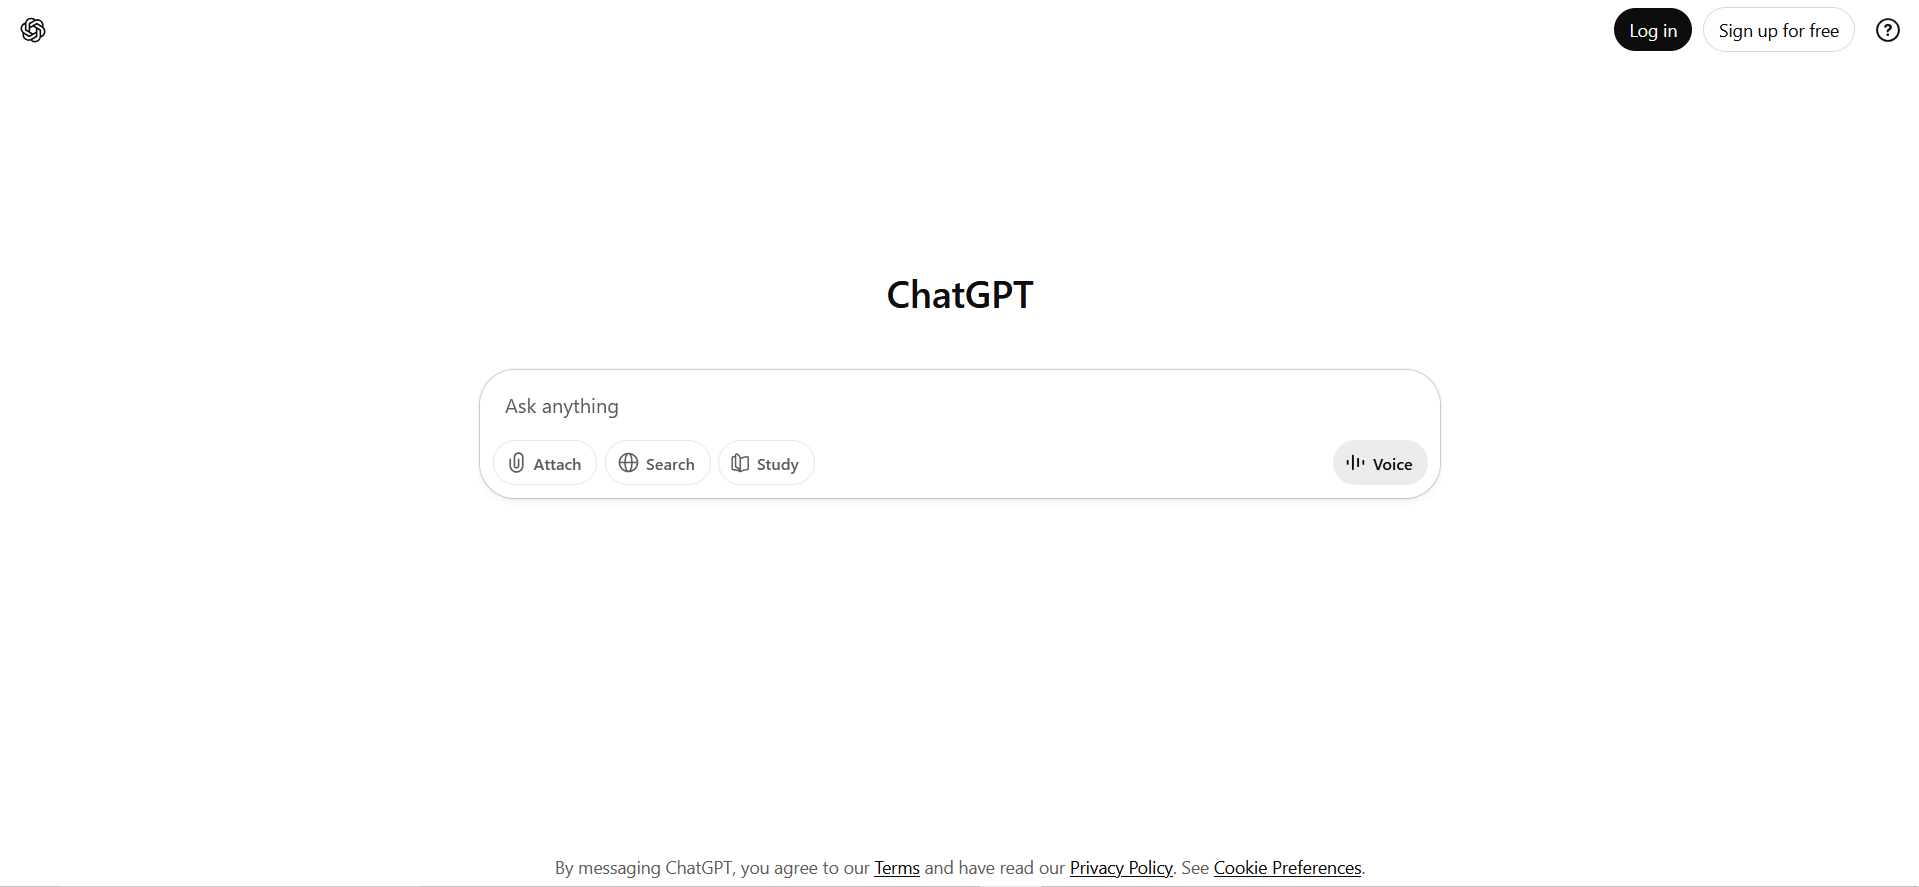 Log in
Sign up for free
ChatGPT
Ask anything
Attach
Search
Study
Voice
By messaging ChatGPT, you agree to our Terms and have read our Privacy Policy. See Cookie Preferences.